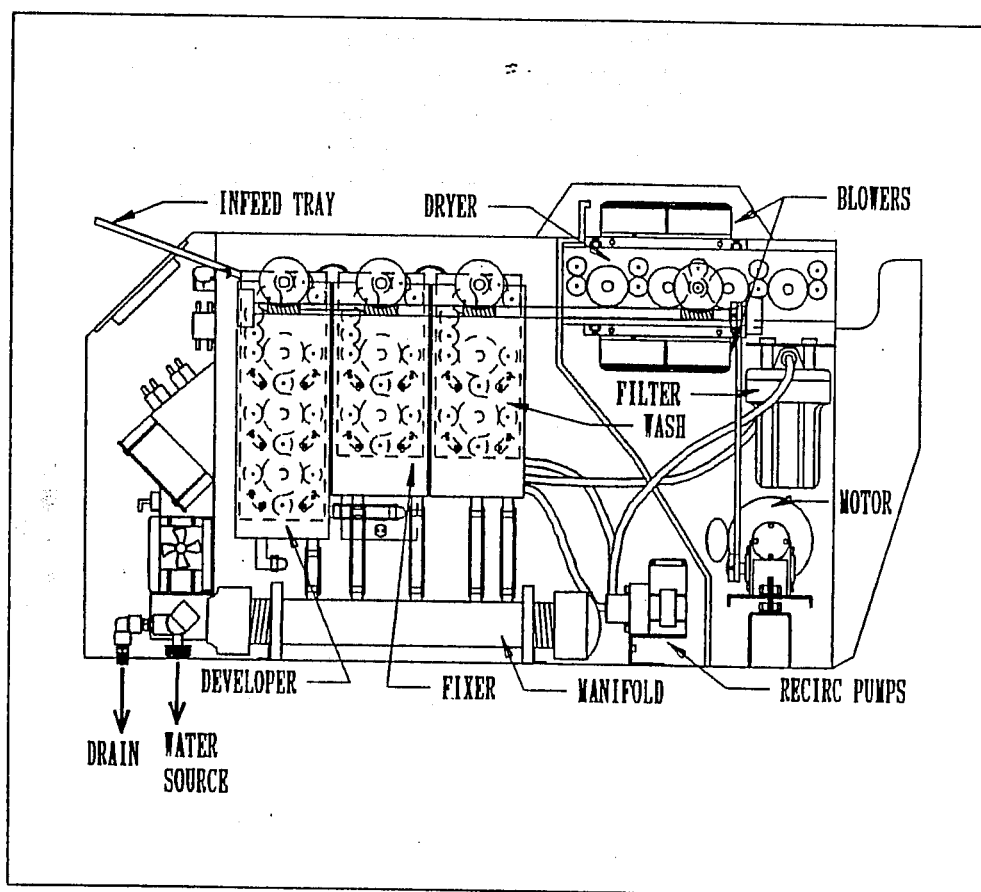 INFEED TRAY
DRYER
BLOWERS
FILTER
WASH
MOTOR
DEVELOPER
FIXER
MANIFOLD
RECIRC PUMPS
DRAIN
WATER
SOURCE